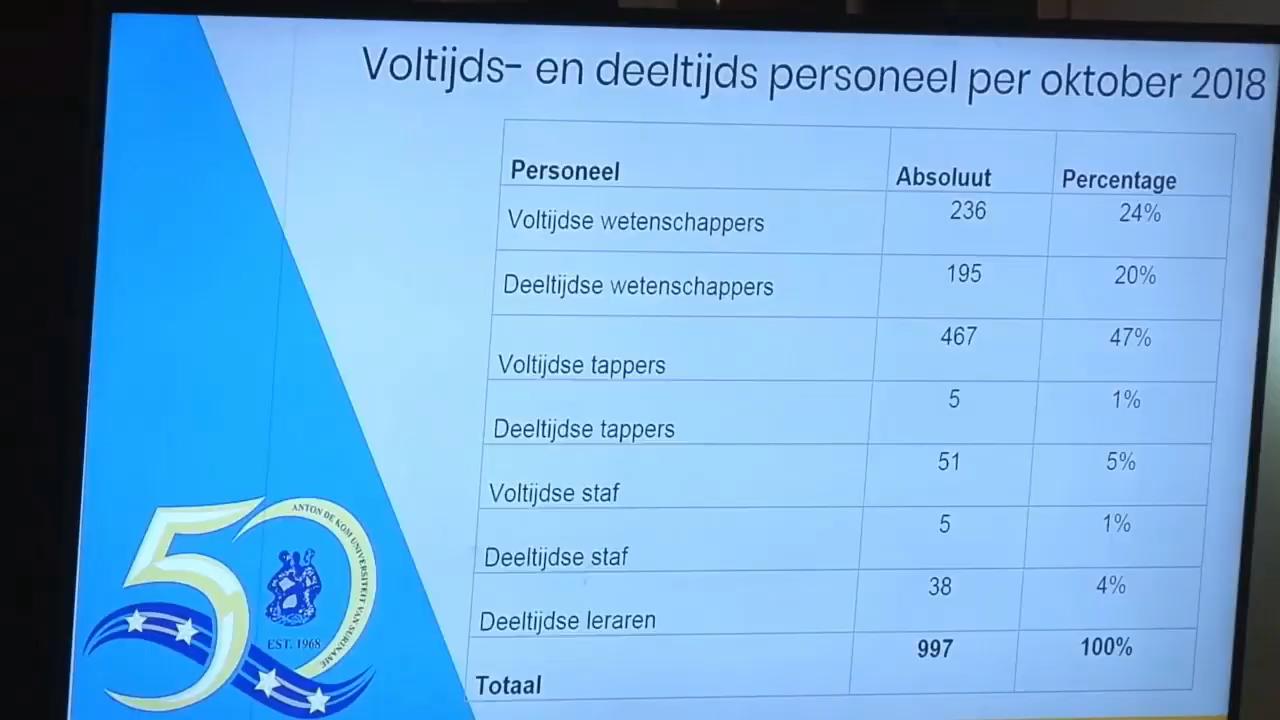 Voltijds- en deeltijds personeel per oktober 2018
Personeel Absoluut Percentage
Voltijdse wetenschappers 236 24%
Deeltijdse wetenschappers 195 20%
Voltijdse tappers 467 47%
Deeltijdse tappers 5 1%
Voltijdse staf 51 5%
Deeltijdse staf 5 1%
Deeltijdse leraren 38 4%
Totaal 997 100%
50
ANTON DE KOM UNIVERSITEIT VAN SURINAME
EST. 1968